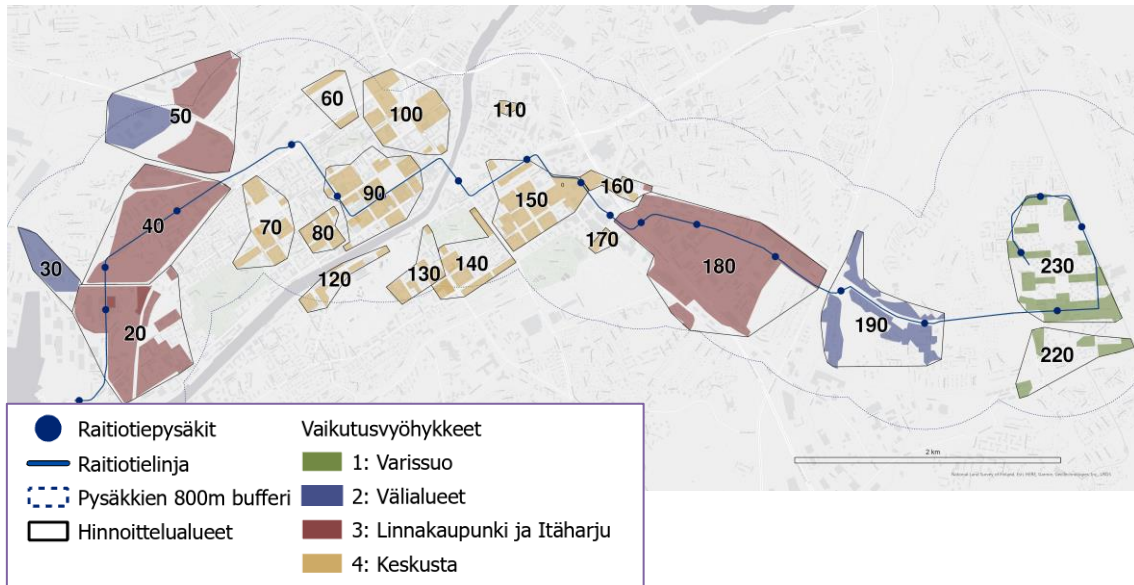 60
100
50
110
90
160
40
150
70
80
170
230
30
180
130
140
120
190
20
220
2 km
Raitiotiepysäkit
Raitiotielinja
Pysäkkien 800m bufferi
Hinnoittelualueet
Vaikutusvyöhykkeet
1: Varissuo
2: Välialueet
3: Linnakaupunki ja Itäharju
4: Keskusta